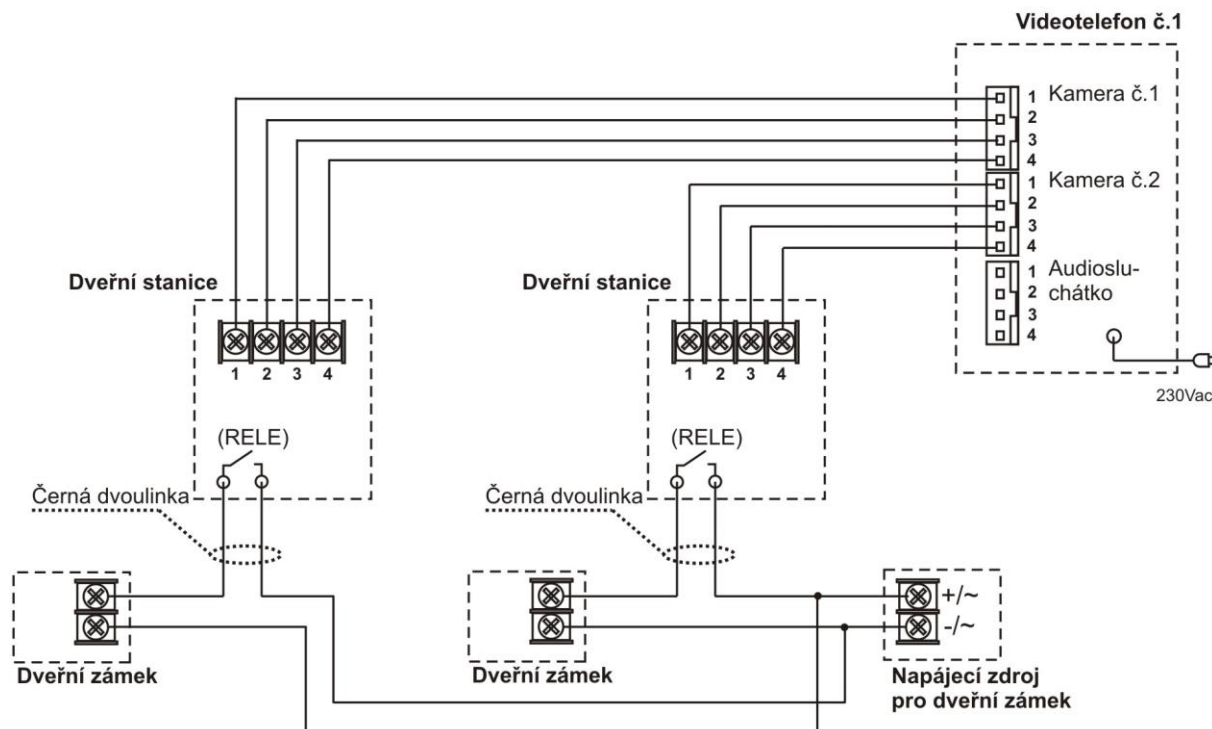 Videotelefon č.1
1 Kamera č.1
2
3
4
1 Kamera č.2
2
3
4
1 Audioslu-
2 chátko
3
4
230Vac
Dveřní stanice
1 2 3 4
(RELE)
Černá dvoulinka
Dveřní zámek
Dveřní stanice
1 2 3 4
(RELE)
Černá dvoulinka
Dveřní zámek
+/~
-/~
Napájecí zdroj
pro dveřní zámek